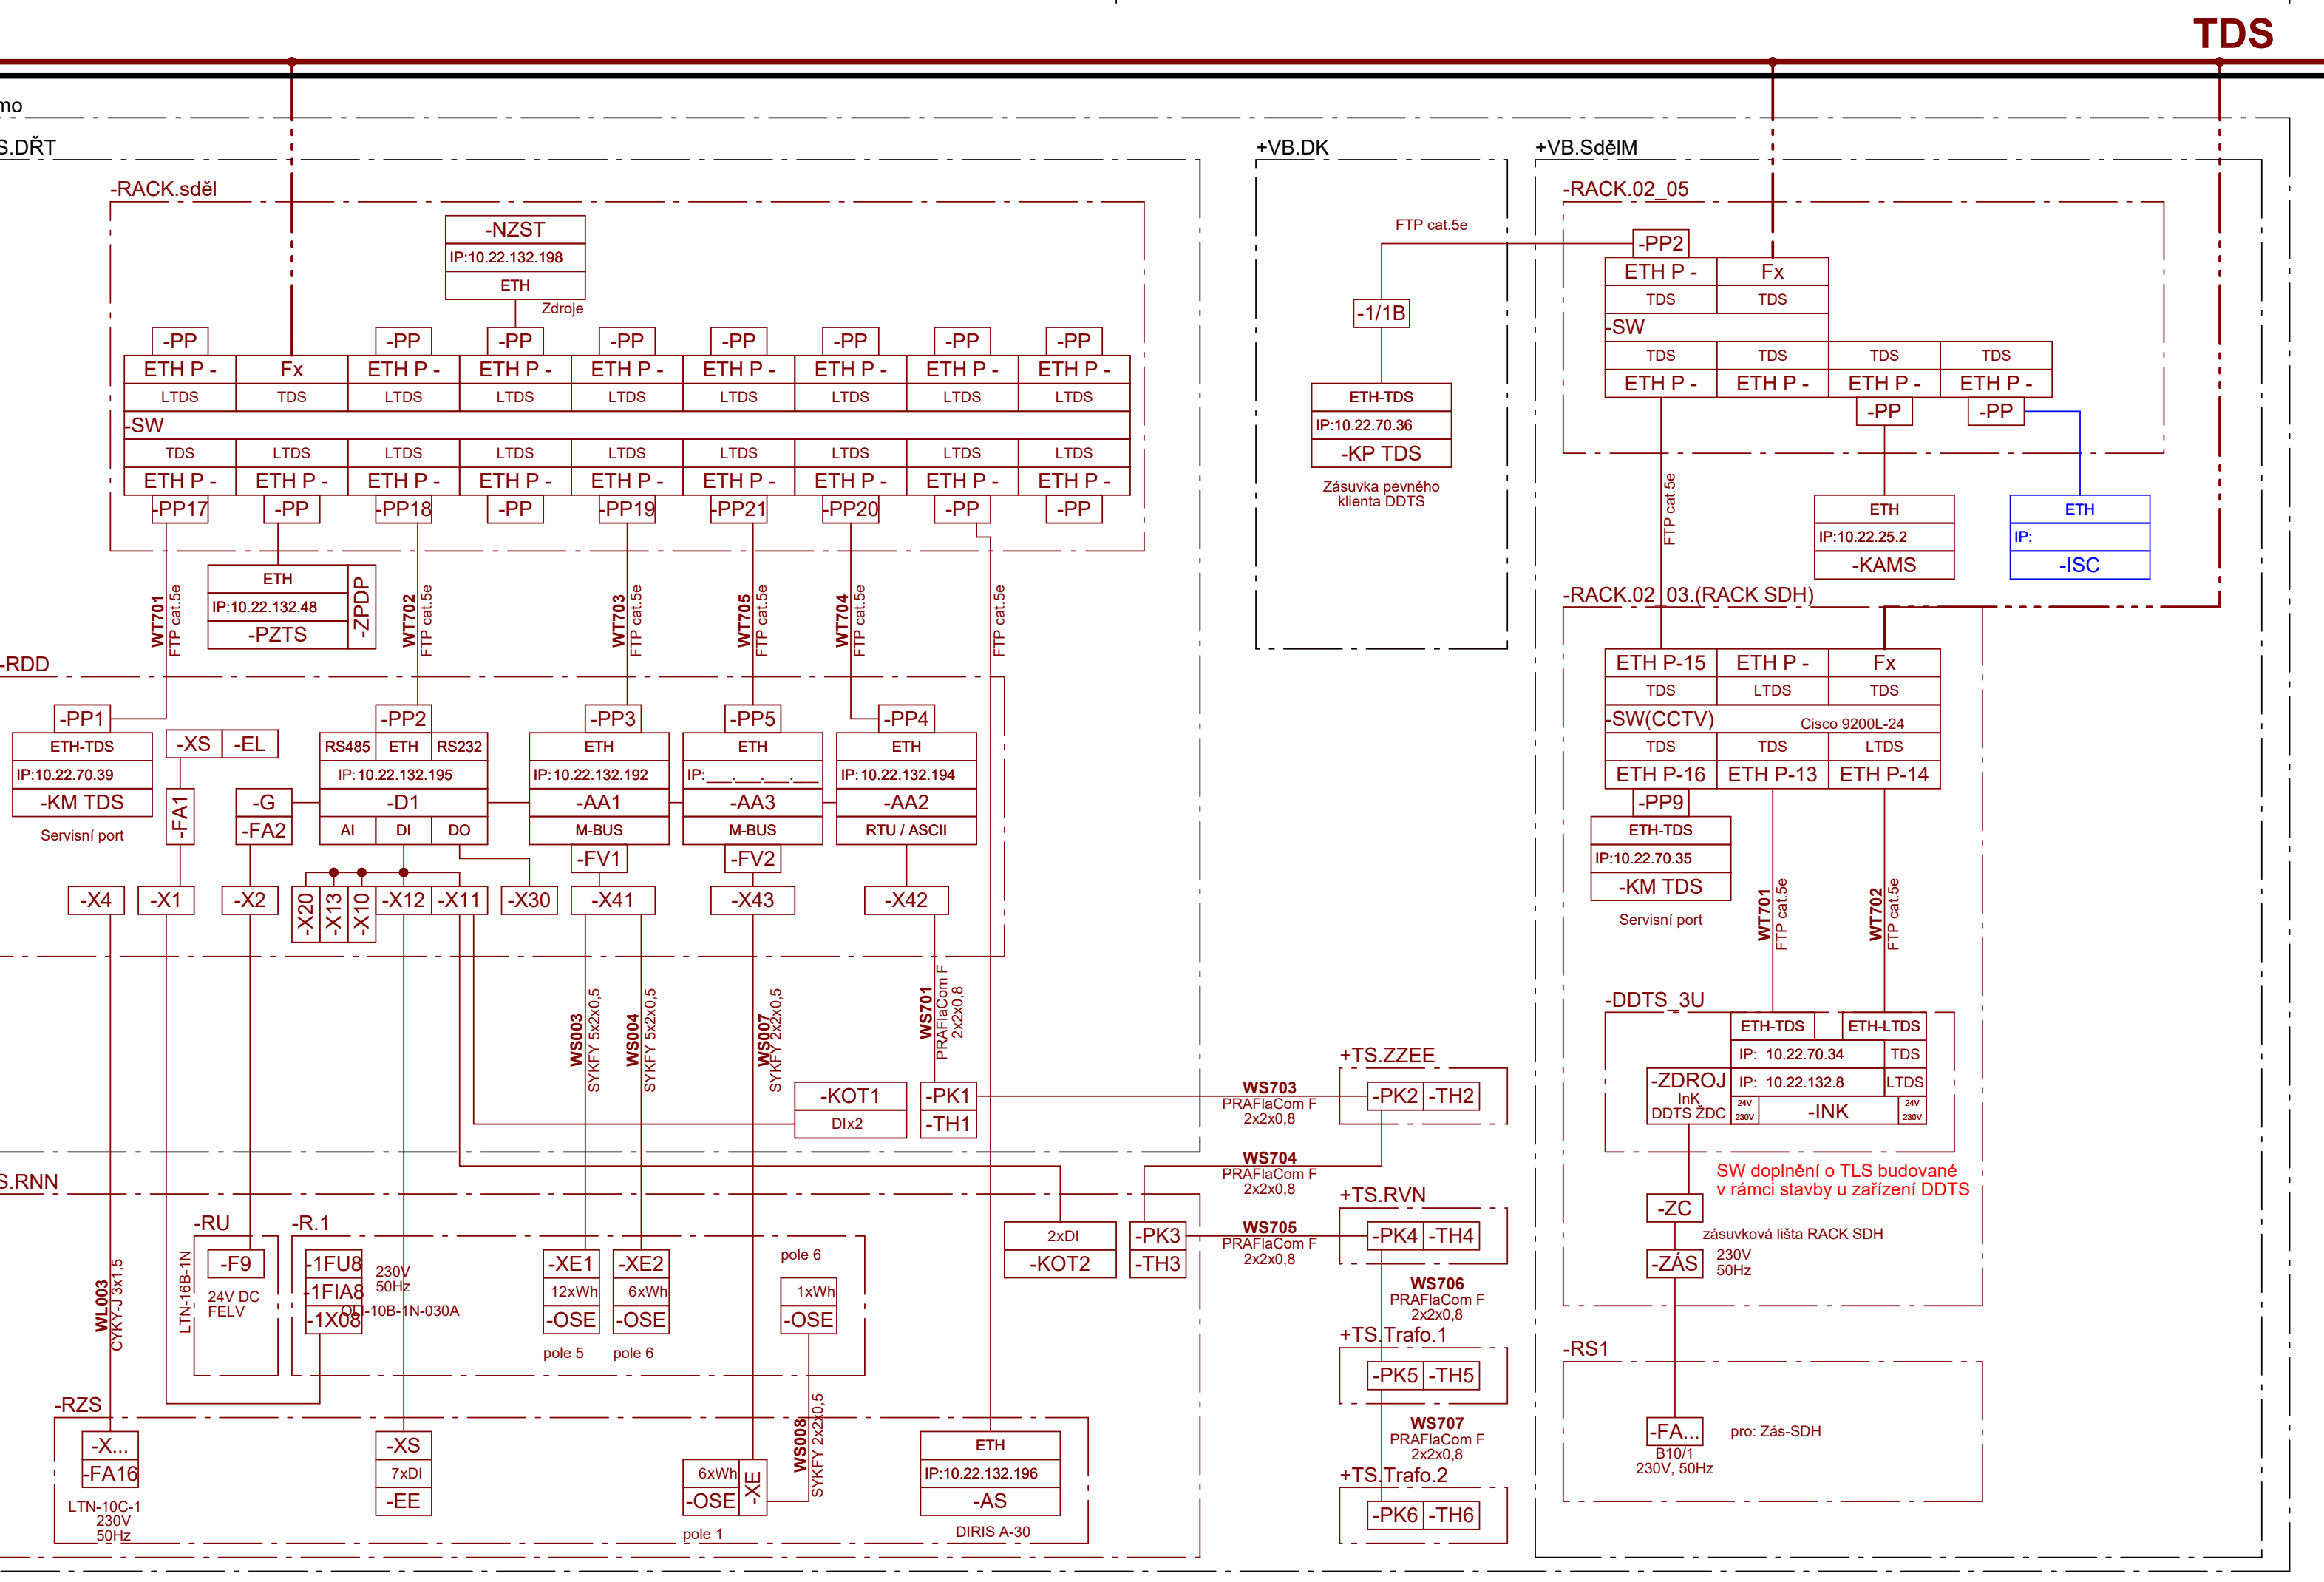 TDS
mo
S.DŘT
+VB.DK
+VB.SdělM
-RACK.sděl
-RACK.02_05
-NZST
IP:10.22.132.198
ETH
Zdroje
FTP cat.5e
-PP2
ETH P - Fx
TDS TDS
-SW
TDS TDS TDS TDS
ETH P - ETH P - ETH P - ETH P -
-PP -PP
-1/1B
ETH-TDS
IP:10.22.70.36
-KP TDS
Zásuvka pevného
klienta DDTS
-PP -PP -PP -PP -PP -PP -PP -PP
ETH P - Fx ETH P - ETH P - ETH P - ETH P - ETH P - ETH P - ETH P -
LTDS TDS LTDS LTDS LTDS LTDS LTDS LTDS LTDS
-SW
TDS LTDS LTDS LTDS LTDS LTDS LTDS LTDS LTDS
ETH P - ETH P - ETH P - ETH P - ETH P - ETH P - ETH P - ETH P - ETH P -
-PP17 -PP -PP18 -PP -PP19 -PP21 -PP20 -PP -PP
FTP cat.5e
ETH
IP:10.22.25.2
-KAMS
ETH
IP:
-ISC
ETH
IP:10.22.132.48
-PZTS
-ZPDP
WT701
FTP cat.5e
WT702
FTP cat.5e
WT703
FTP cat.5e
WT705
FTP cat.5e
WT704
FTP cat.5e
FTP cat.5e
-RDD
-PP1
ETH-TDS
IP:10.22.70.39
-KM TDS
Servisní port
-XS -EL
-FA1
-G
-FA2
-PP2
RS485 ETH RS232
IP:10.22.132.195
-D1
AI DI DO
-PP3
ETH
IP:10.22.132.192
-AA1
M-BUS
-FV1
-PP5
ETH
IP:___.___.___.___
-AA3
M-BUS
-FV2
-PP4
ETH
IP:10.22.132.194
-AA2
RTU / ASCII
-X4 -X1 -X2 -X20 -X13 -X10 -X12 -X11 -X30 -X41 -X43 -X42
-RACK.02_03.(RACK SDH)
ETH P-15 ETH P - Fx
TDS LTDS TDS
-SW(CCTV) Cisco 9200L-24
TDS TDS LTDS
ETH P-16 ETH P-13 ETH P-14
-PP9
ETH-TDS
IP:10.22.70.35
-KM TDS
Servisní port
WT701
FTP cat.5e
WT702
FTP cat.5e
WS003
SYKFY 5x2x0,5
WS004
SYKFY 5x2x0,5
WS007
SYKFY 2x2x0,5
WS701
PRAFlaCom F
2x2x0,8
-DDTS_3U
ETH-TDS ETH-LTDS
IP: 10.22.70.34 TDS
IP: 10.22.132.8 LTDS
-ZDROJ
InK
DDTS ŽDC
24V
230V
-INK
24V
230V
-KOT1
DIx2
-PK1
-TH1
WS703
PRAFlaCom F
2x2x0,8
+TS.ZZEE
-PK2 -TH2
WS704
PRAFlaCom F
2x2x0,8
SW doplnění o TLS budované
v rámci stavby u zařízení DDTS
S.RNN
+TS.RVN
-ZC
zásuvková lišta RACK SDH
-ZÁS
230V
50Hz
-RU
-F9
24V DC
FELV
LTN-16B-1N
-R.1
-1FU8
-1FIA8
-1X08
230V
50Hz
OLI-10B-1N-030A
-XE1
12xWh
-OSE
pole 5
-XE2
6xWh
-OSE
pole 6
pole 6
1xWh
-OSE
2xDI
-KOT2
-PK3
-TH3
WS705
PRAFlaCom F
2x2x0,8
-PK4 -TH4
WS706
PRAFlaCom F
2x2x0,8
+TS.Trafo.1
-PK5 -TH5
WS707
PRAFlaCom F
2x2x0,8
+TS.Trafo.2
-PK6 -TH6
-RS1
-FA...
B10/1
230V, 50Hz
pro: Zás-SDH
WL003
CYKY-J 3x1,5
-RZS
-X...
-FA16
LTN-10C-1
230V
50Hz
-XS
7xDI
-EE
6xWh
-OSE
-XE
pole 1
WS008
SYKFY 2x2x0,5
ETH
IP:10.22.132.196
-AS
DIRIS A-30